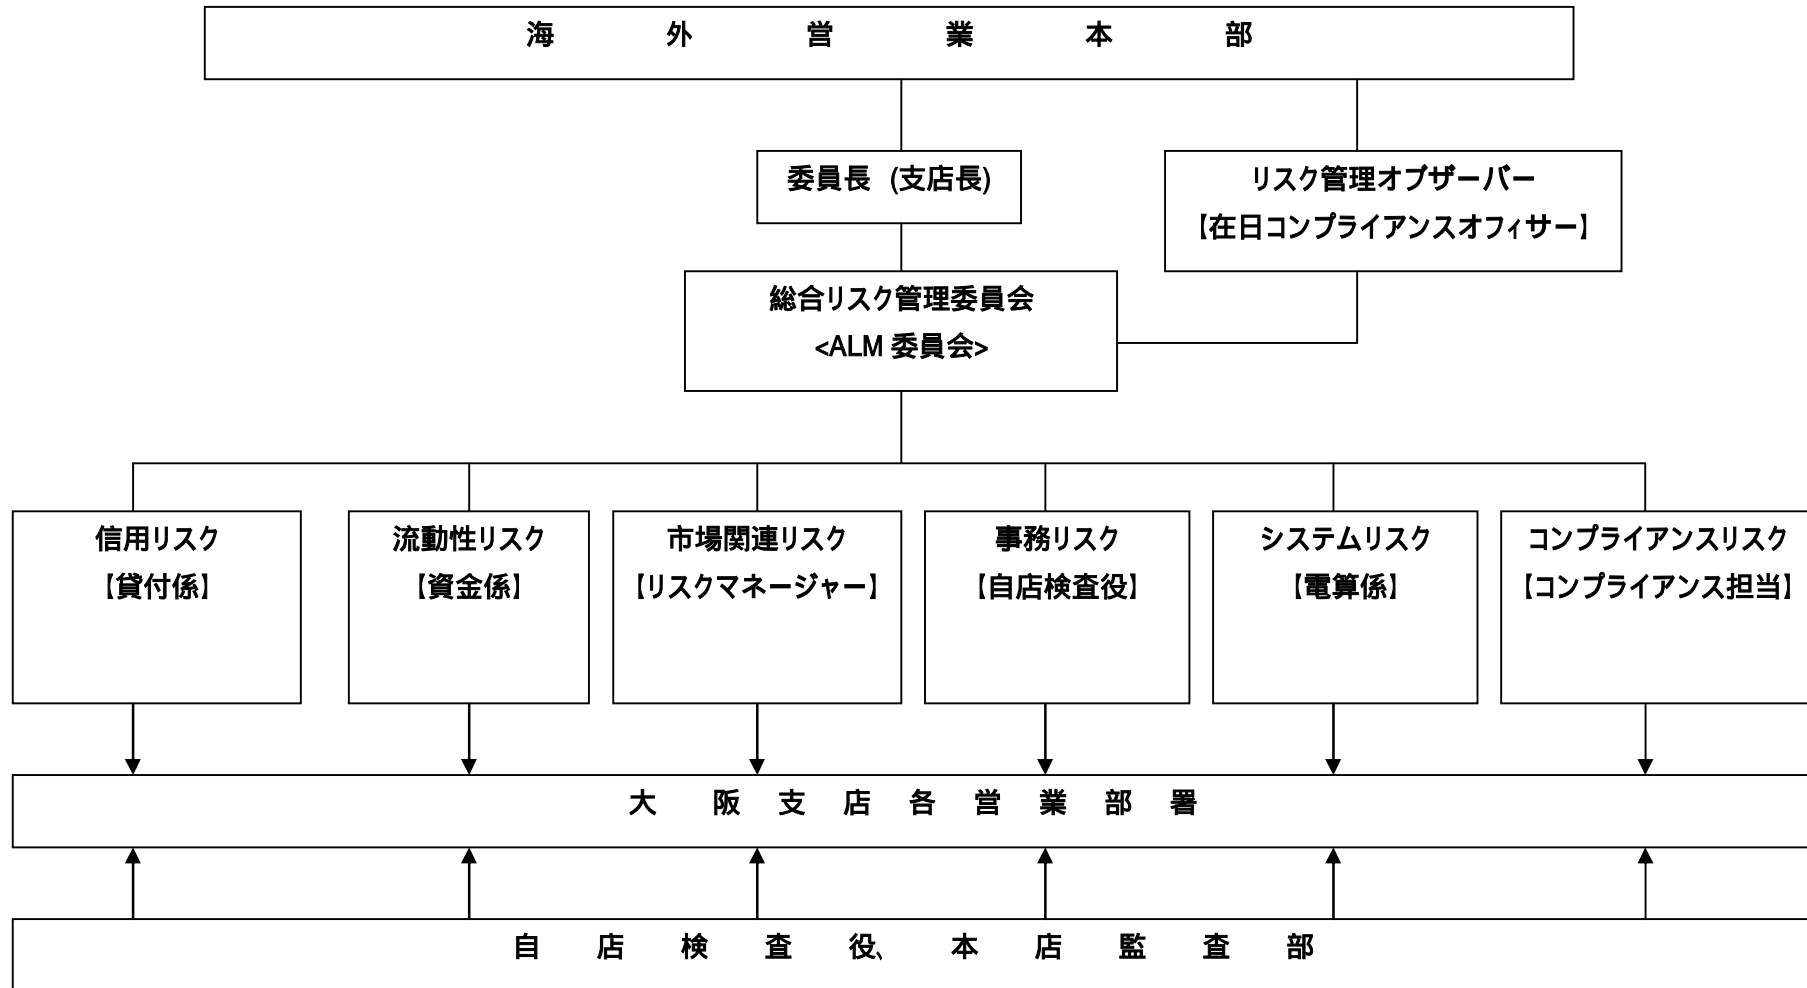 海外営業本部
委員長 (支店長)
リスク管理オブザーバー
【在日コンプライアンスオフィサー】
総合リスク管理委員会
<ALM 委員会>
信用リスク
【貸付係】
流動性リスク
【資金係】
市場関連リスク
【リスクマネージャー】
事務リスク
【自店検査役】
システムリスク
【電算係】
コンプライアンスリスク
【コンプライアンス担当】
大阪支店各営業部署
自店検査役、本店監査部